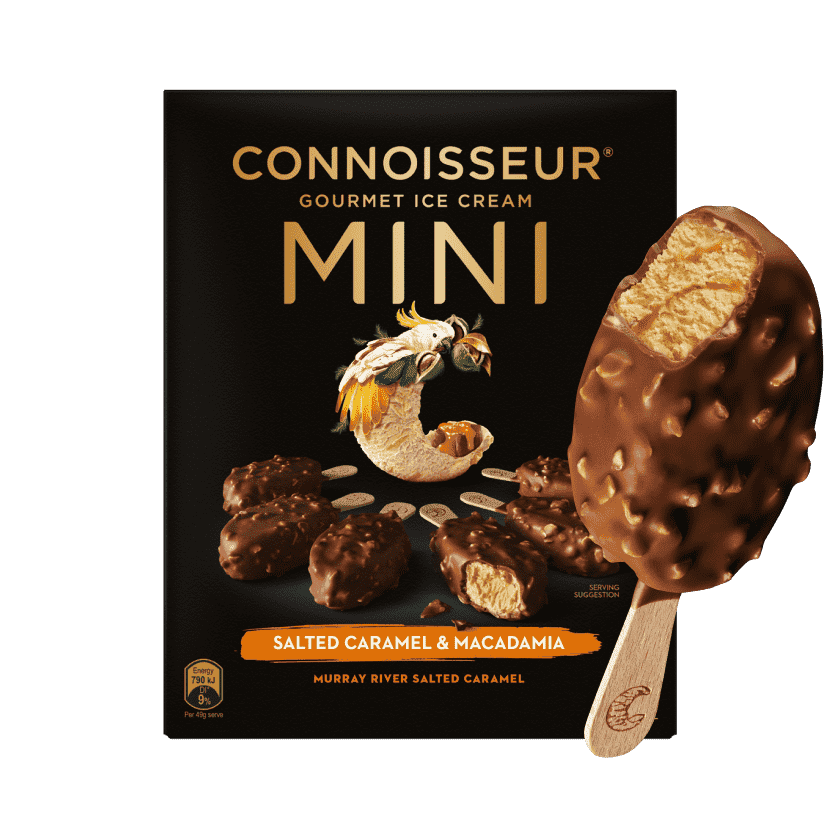 CONNOISSEUR®
GOURMET ICE CREAM
MINI
SERVING
SUGGESTION
SALTED CARAMEL & MACADAMIA
MURRAY RIVER SALTED CARAMEL
Energy
790 kJ
DI*
9%
Per 49g serve